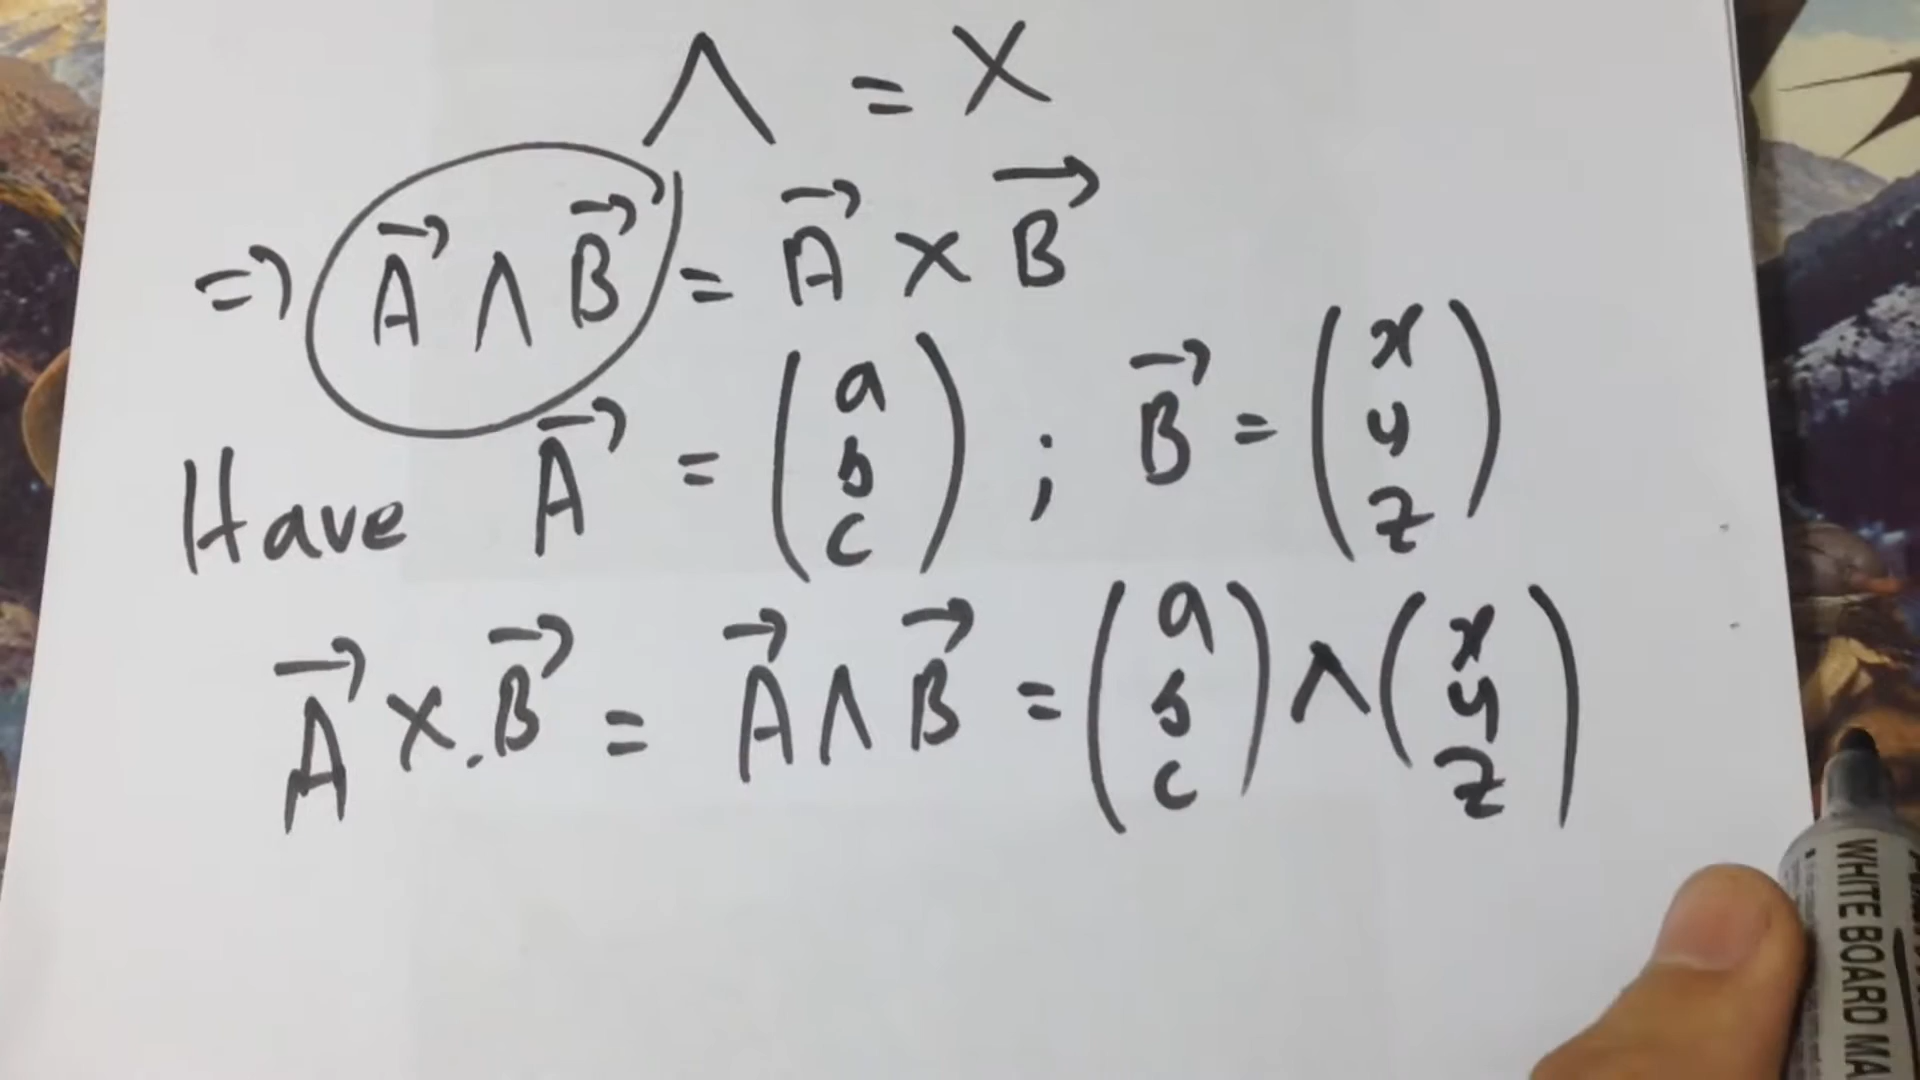 ∧ = X
=> A⃗ ∧ B⃗ = A⃗ × B⃗
Have A⃗ = (a b c) ; B⃗ = (x y z)
A⃗ ×. B⃗ = A⃗ ∧ B⃗ = (a b c) ∧ (x y z)
WHITE BOARD MA